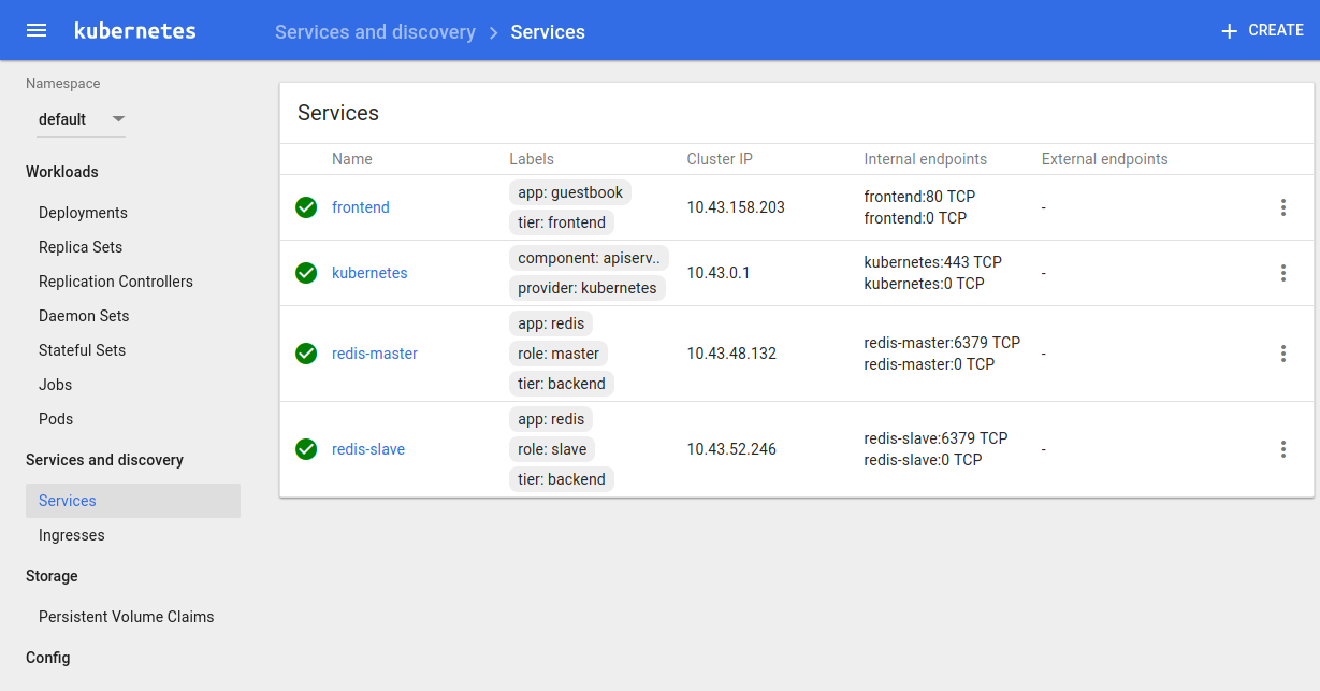 kubernetes
Services and discovery > Services
+ CREATE
Namespace
default
Workloads
Deployments
Replica Sets
Replication Controllers
Daemon Sets
Stateful Sets
Jobs
Pods
Services and discovery
Services
Ingresses
Storage
Persistent Volume Claims
Config
Services
Name Labels Cluster IP Internal endpoints External endpoints
frontend
app: guestbook
tier: frontend
10.43.158.203
frontend:80 TCP
frontend:0 TCP
-
kubernetes
component: apiserv..
provider: kubernetes
10.43.0.1
kubernetes:443 TCP
kubernetes:0 TCP
-
redis-master
app: redis
role: master
tier: backend
10.43.48.132
redis-master:6379 TCP
redis-master:0 TCP
-
redis-slave
app: redis
role: slave
tier: backend
10.43.52.246
redis-slave:6379 TCP
redis-slave:0 TCP
-